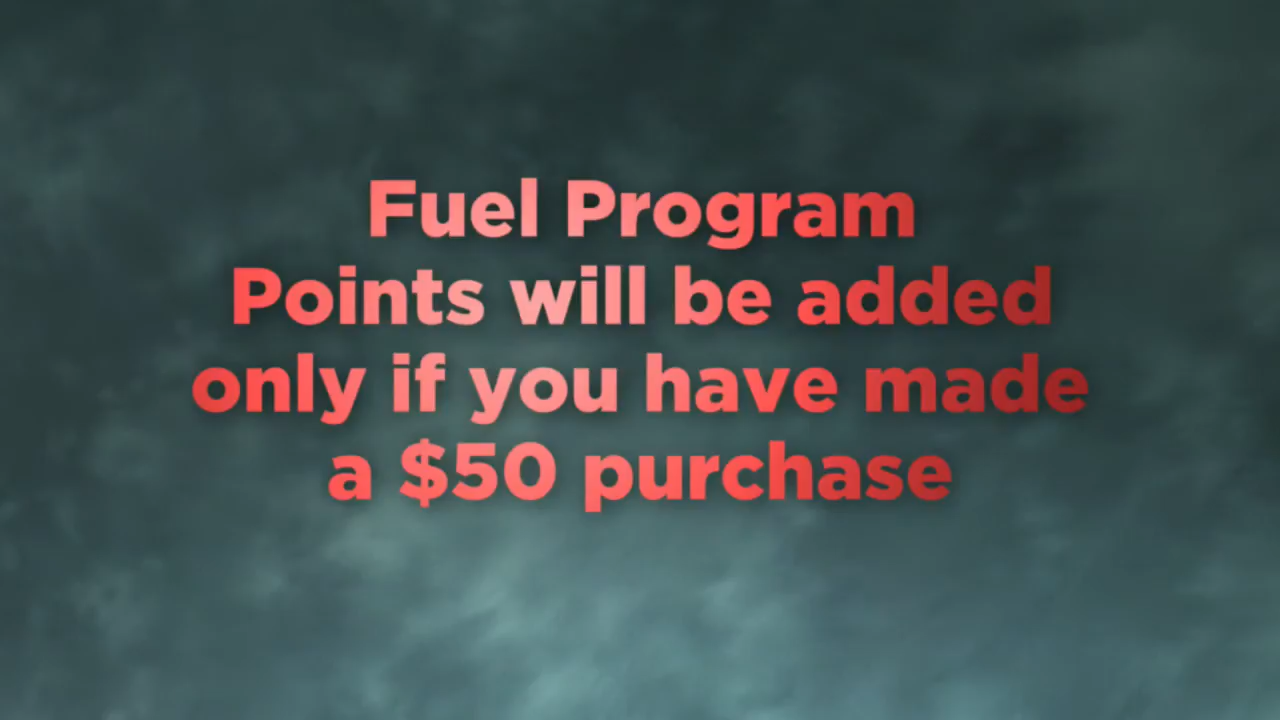 Fuel Program
Points will be added
only if you have made
a $50 purchase